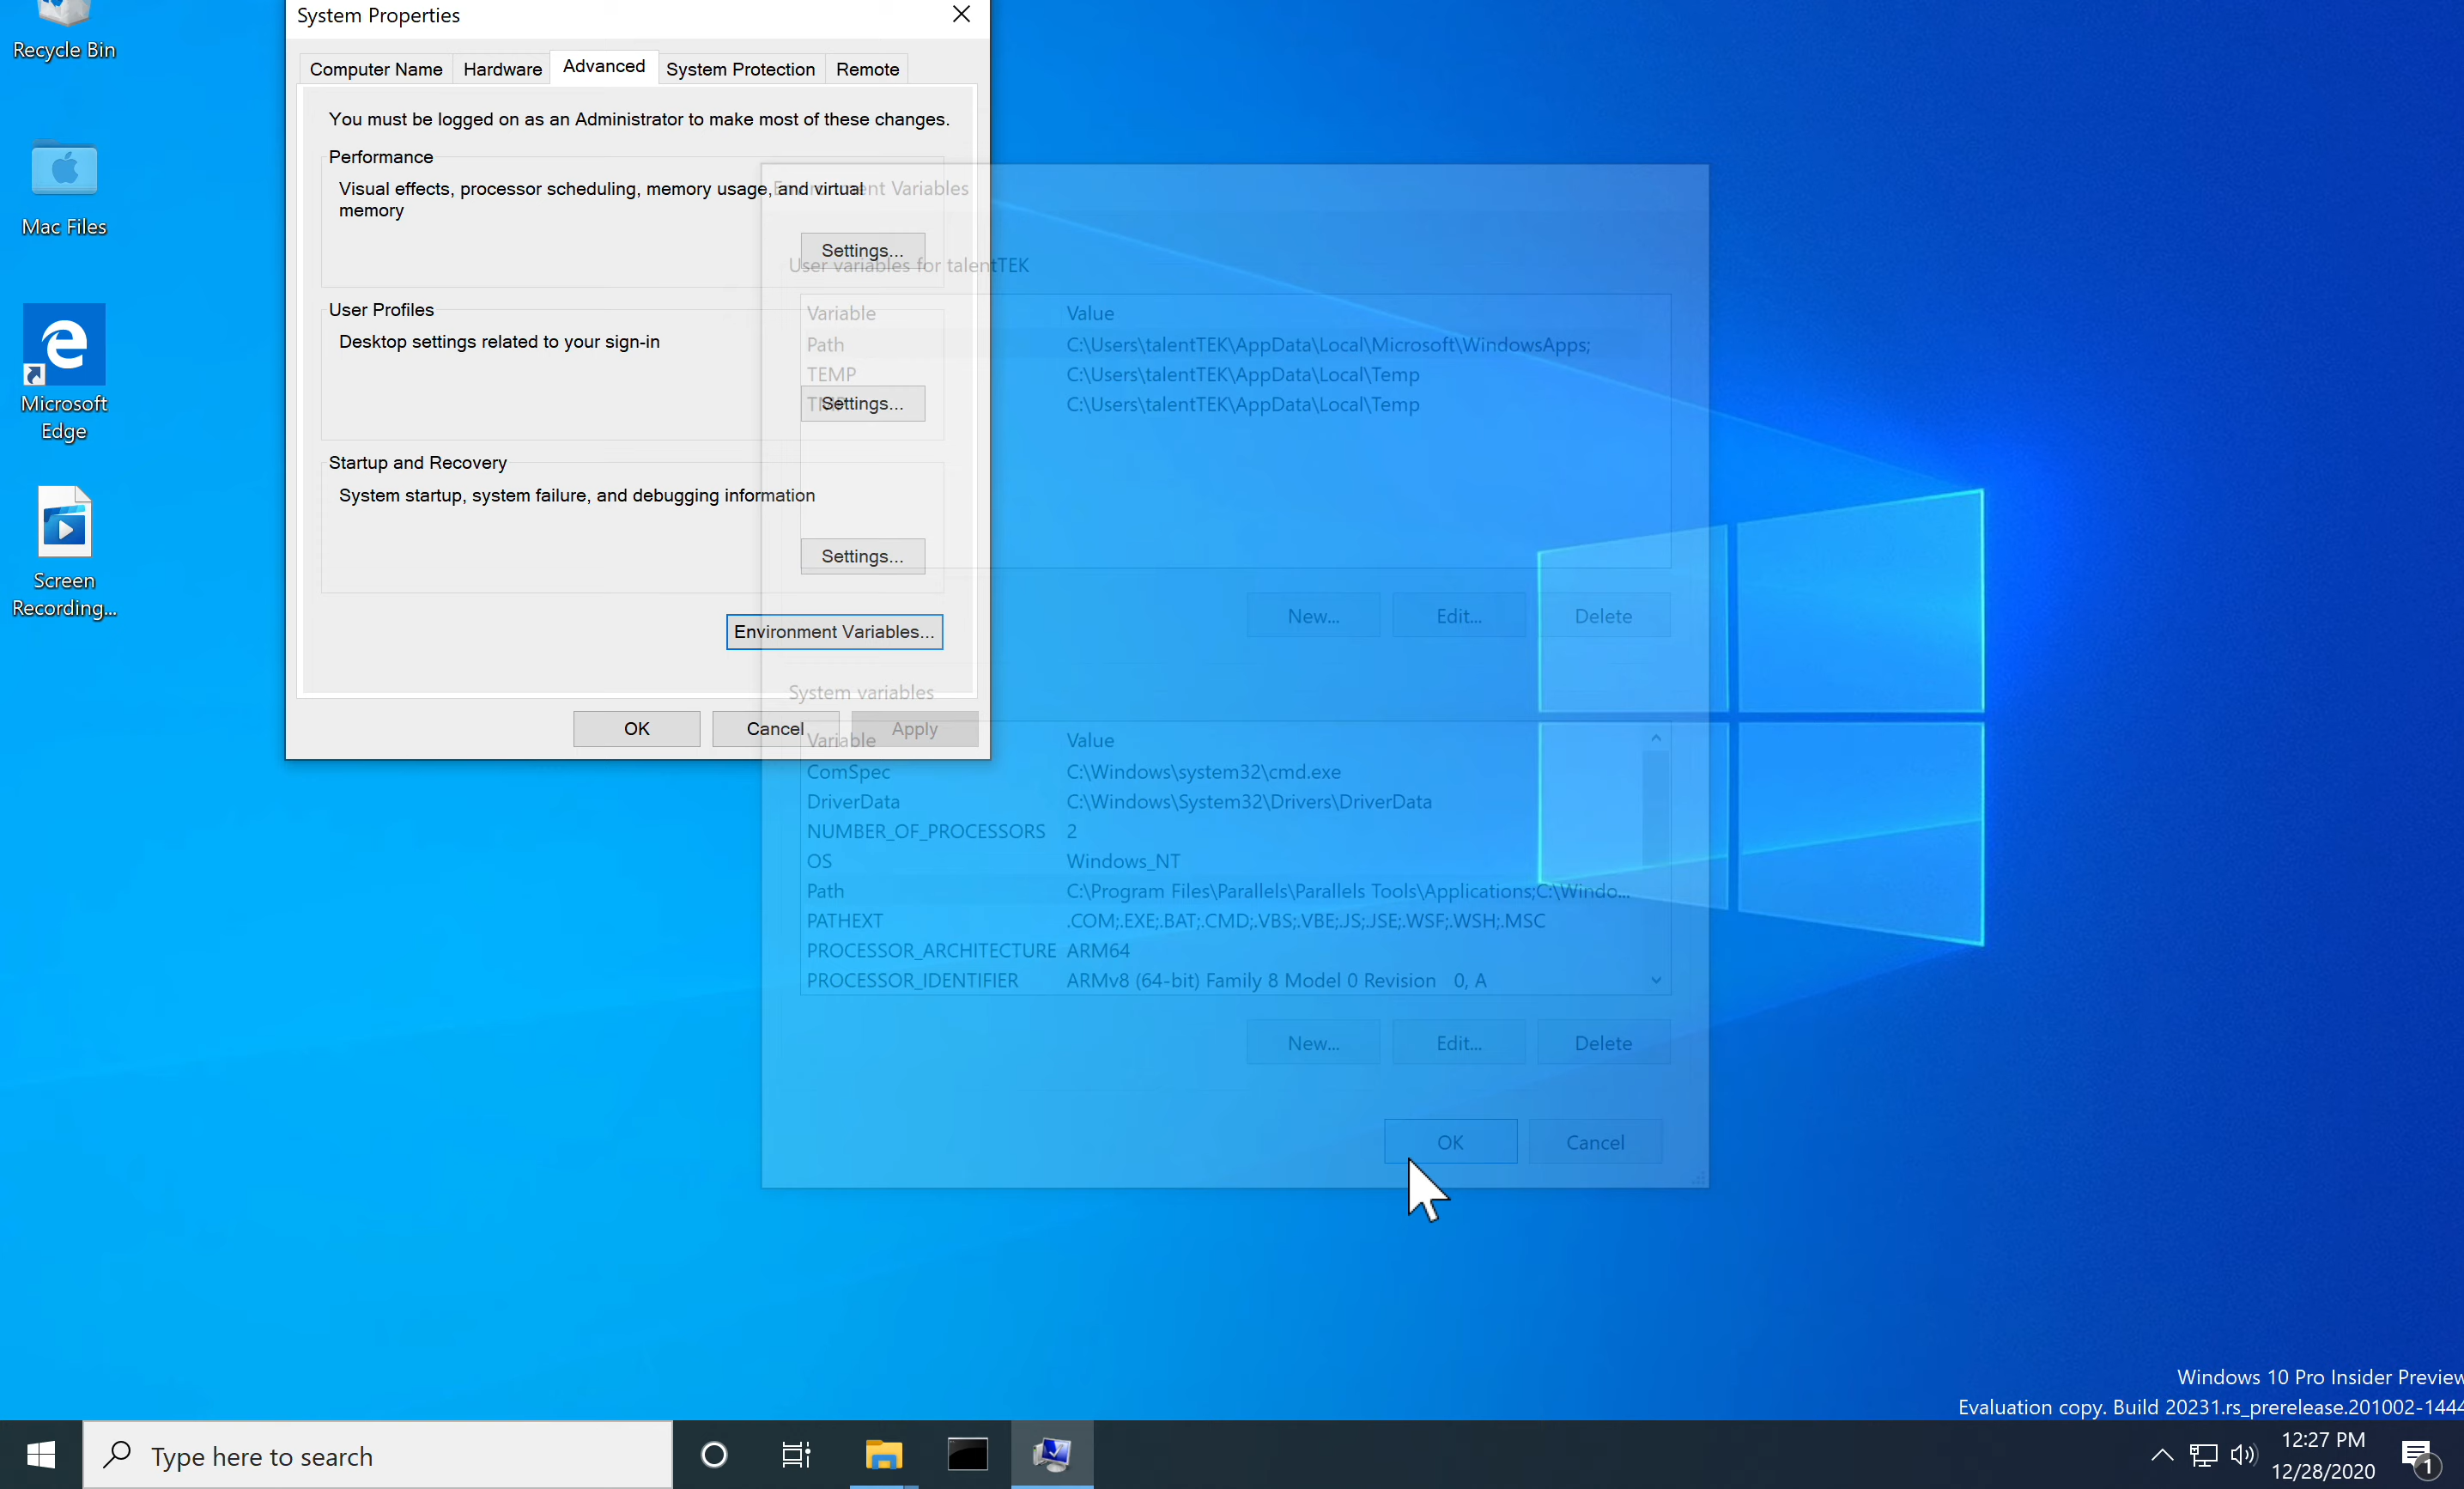 System Properties
Recycle Bin
Computer Name Hardware Advanced System Protection Remote
You must be logged on as an Administrator to make most of these changes.
Performance
Visual effects, processor scheduling, memory usage, and virtual
memory
Settings...
Mac Files
User Profiles
Desktop settings related to your sign-in
Settings...
Microsoft
Edge
Startup and Recovery
System startup, system failure, and debugging information
Settings...
Screen
Recording...
Environment Variables...
OK Cancel Apply
Environment Variables
User variables for talentTEK
Variable Value
Path C:\Users\talentTEK\AppData\Local\Microsoft\WindowsApps;
TEMP C:\Users\talentTEK\AppData\Local\Temp
TMP C:\Users\talentTEK\AppData\Local\Temp
New... Edit... Delete
System variables
Variable Value
ComSpec C:\Windows\system32\cmd.exe
DriverData C:\Windows\System32\Drivers\DriverData
NUMBER_OF_PROCESSORS 2
OS Windows_NT
Path C:\Program Files\Parallels\Parallels Tools\Applications;C:\Windo...
PATHEXT .COM;.EXE;.BAT;.CMD;.VBS;.VBE;.JS;.JSE;.WSF;.WSH;.MSC
PROCESSOR_ARCHITECTURE ARM64
PROCESSOR_IDENTIFIER ARMv8 (64-bit) Family 8 Model 0 Revision 0, A
New... Edit... Delete
OK Cancel
Windows 10 Pro Insider Preview
Evaluation copy. Build 20231.rs_prerelease.201002-1444
Type here to search
12:27 PM
12/28/2020
1